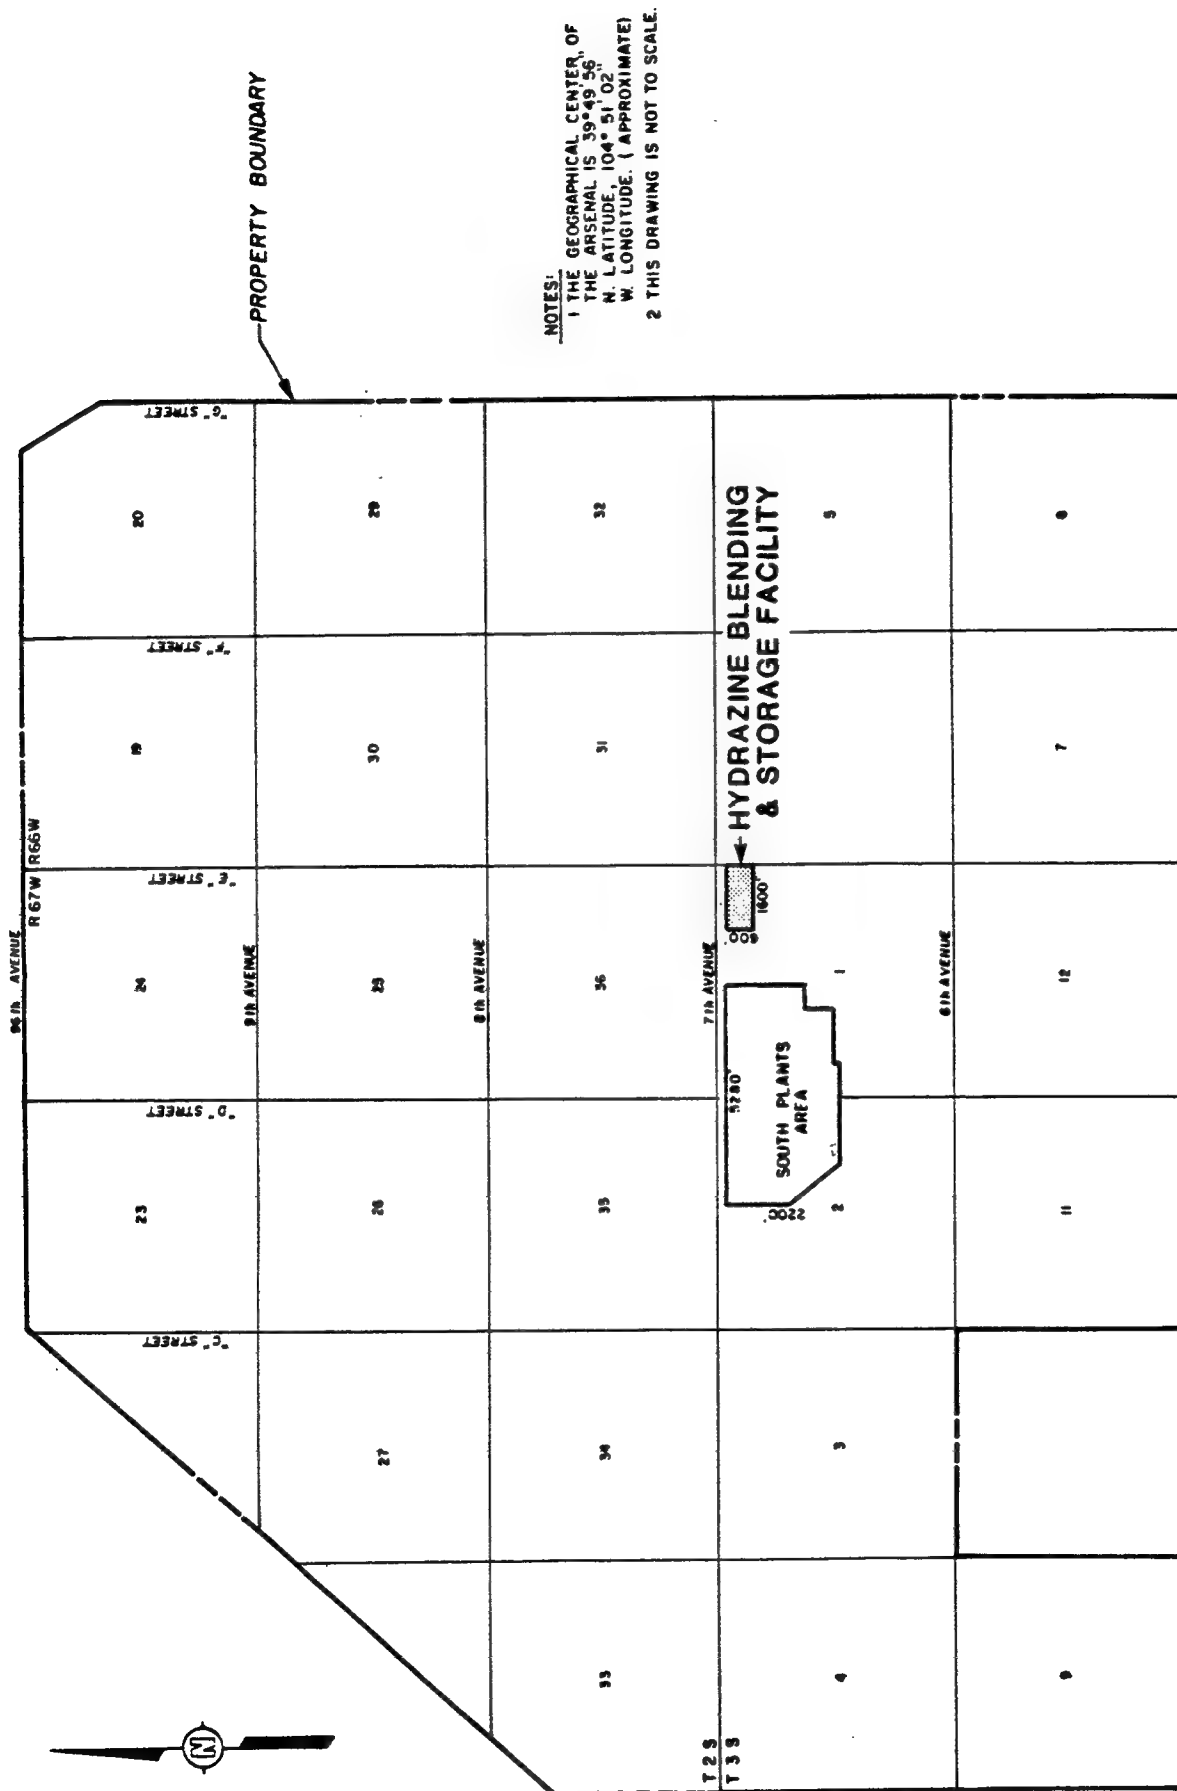 96th AVENUE
R 67W R66W
"C" STREET
"D" STREET
"E" STREET
"F" STREET
"G" STREET
PROPERTY BOUNDARY
23
24
19
20
9th AVENUE
27
26
25
30
29
8th AVENUE
33
34
35
36
31
32
T 2 S
T 3 S
7th AVENUE
5280'
2200'
SOUTH PLANTS
AREA
600'
1600'
HYDRAZINE BLENDING
& STORAGE FACILITY
4
3
2
1
5
6th AVENUE
9
11
12
7
8
NOTES:
1 THE GEOGRAPHICAL CENTER OF
THE ARSENAL IS 39° 49' 56"
N. LATITUDE, 104° 51' 02"
W. LONGITUDE. ( APPROXIMATE)
2 THIS DRAWING IS NOT TO SCALE.
N